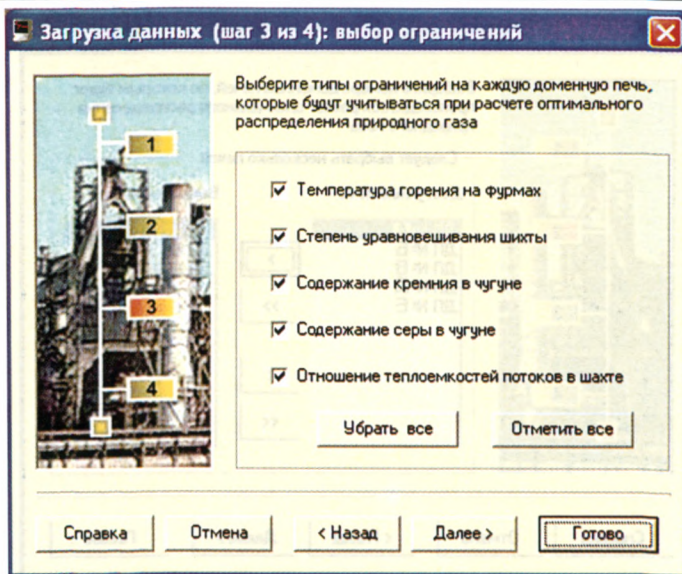 Загрузка данных (шаг 3 из 4): выбор ограничений
Выберите типы ограничений на каждую доменную печь,
которые будут учитываться при расчете оптимального
распределения природного газа
1
2
3
4
Температура горения на фурмах
Степень уравновешивания шихты
Содержание кремния в чугуне
Содержание серы в чугуне
Отношение теплоемкостей потоков в шахте
Убрать все
Отметить все
Справка
Отмена
< Назад
Далее >
Готово